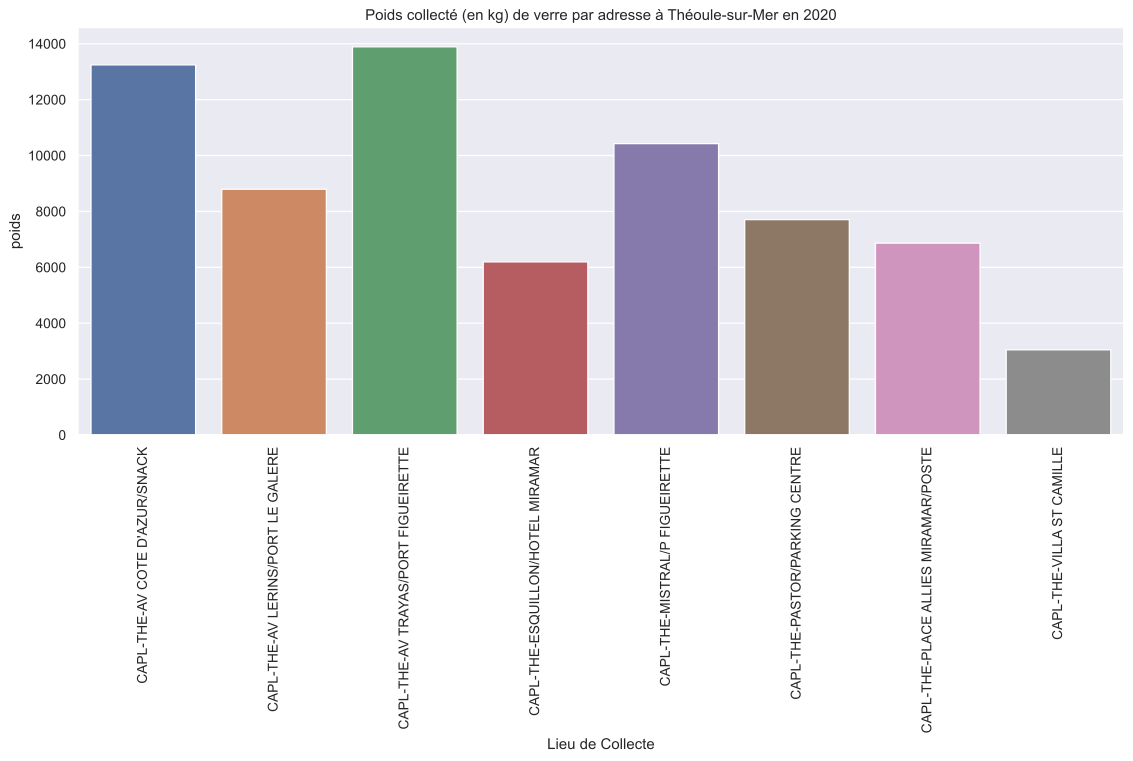 Poids collecté (en kg) de verre par adresse à Théoule-sur-Mer en 2020
poids
14000
12000
10000
8000
6000
4000
2000
0
CAPL-THE-AV COTE D'AZUR/SNACK
CAPL-THE-AV LERINS/PORT LE GALERE
CAPL-THE-AV TRAYAS/PORT FIGUEIRETTE
CAPL-THE-ESQUILLON/HOTEL MIRAMAR
CAPL-THE-MISTRAL/P FIGUEIRETTE
CAPL-THE-PASTOR/PARKING CENTRE
CAPL-THE-PLACE ALLIES MIRAMAR/POSTE
CAPL-THE-VILLA ST CAMILLE
Lieu de Collecte